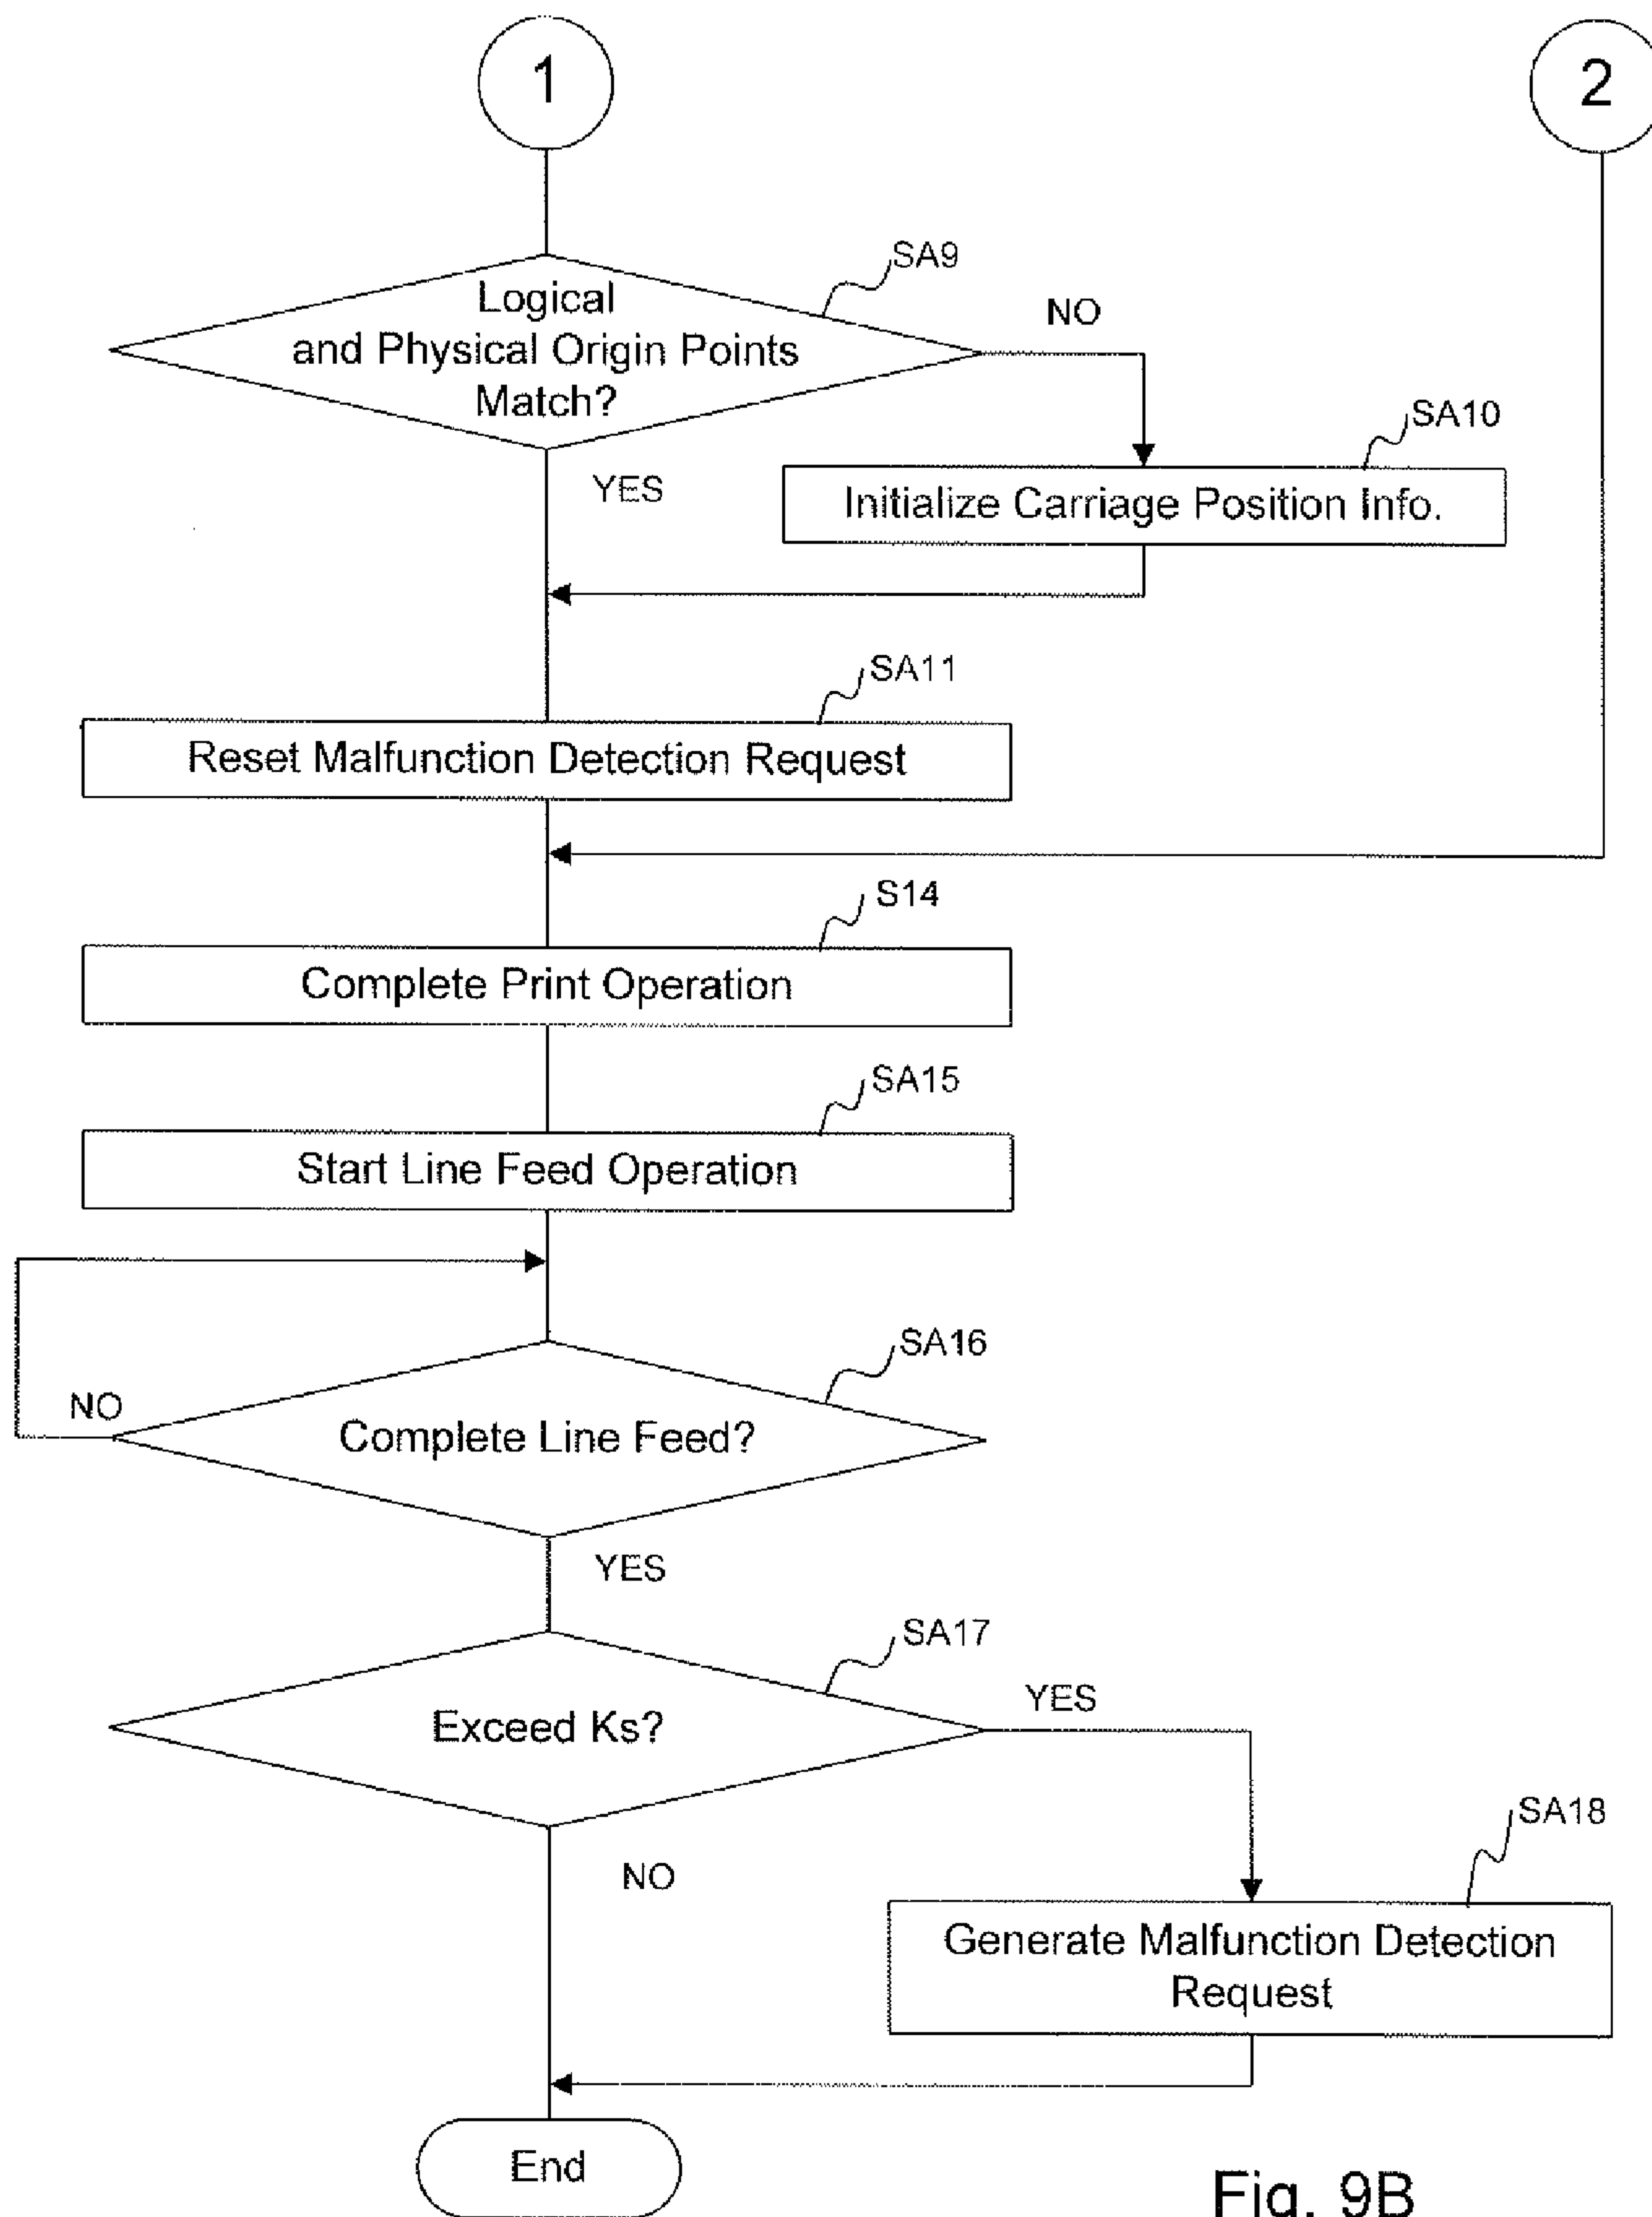 1
2
SA9
Logical
and Physical Origin Points
Match?
NO
YES
SA10
Initialize Carriage Position Info.
SA11
Reset Malfunction Detection Request
S14
Complete Print Operation
SA15
Start Line Feed Operation
SA16
NO
Complete Line Feed?
YES
SA17
Exceed Ks?
YES
NO
SA18
Generate Malfunction Detection
Request
End
Fig. 9B